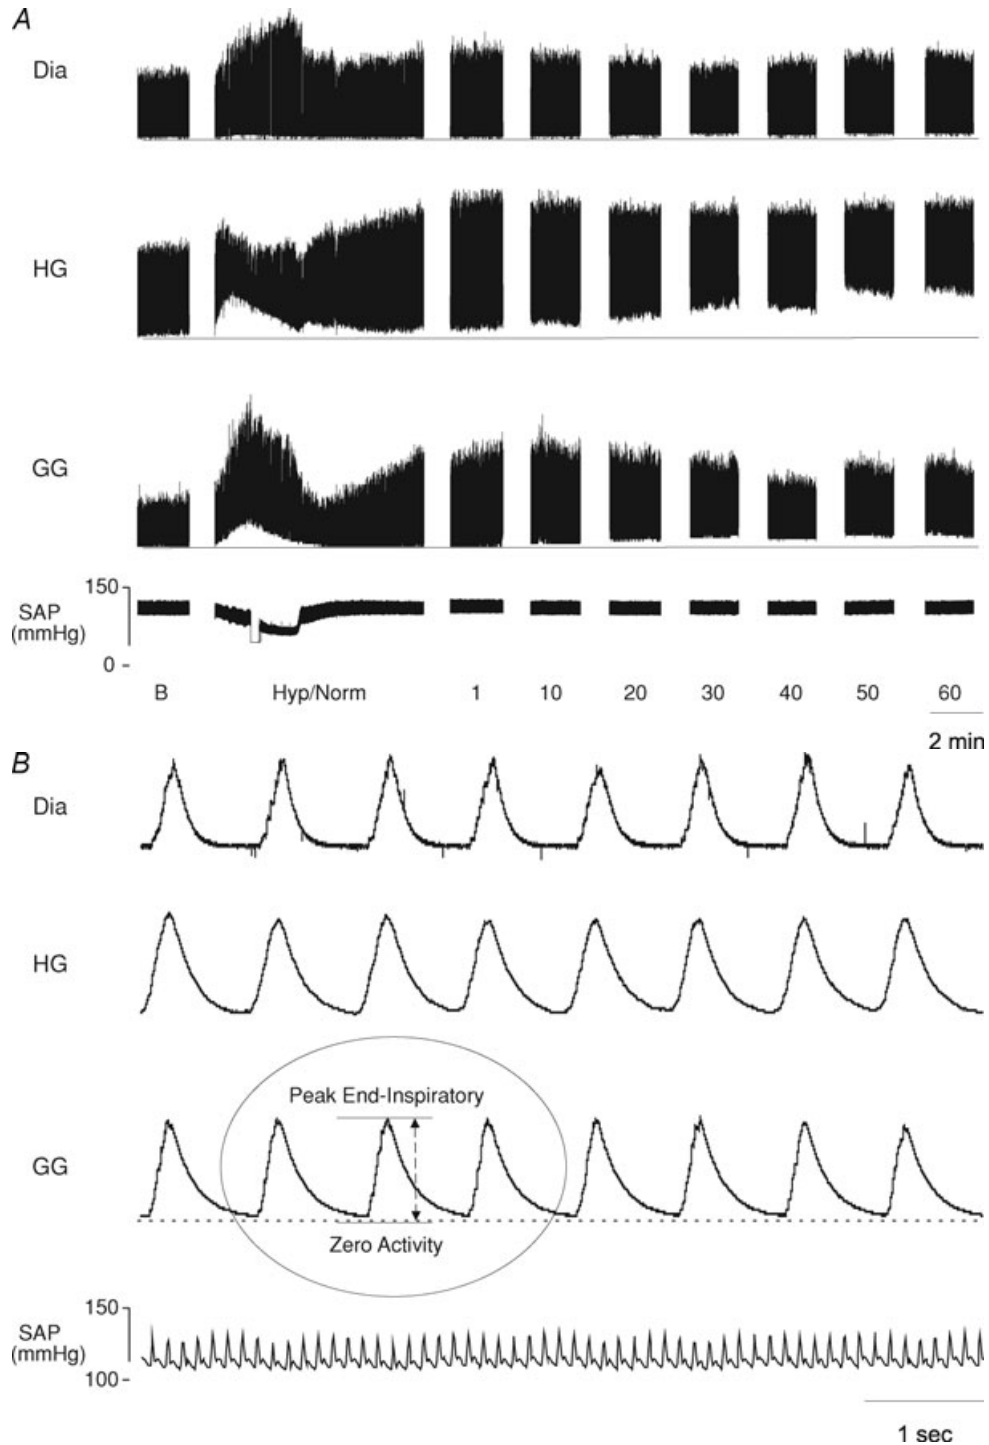 A
Dia
HG
GG
150
SAP
(mmHg)
0
B Hyp/Norm 1 10 20 30 40 50 60
2 min
B
Dia
HG
Peak End-Inspiratory
GG
Zero Activity
150
SAP
(mmHg)
100
1 sec